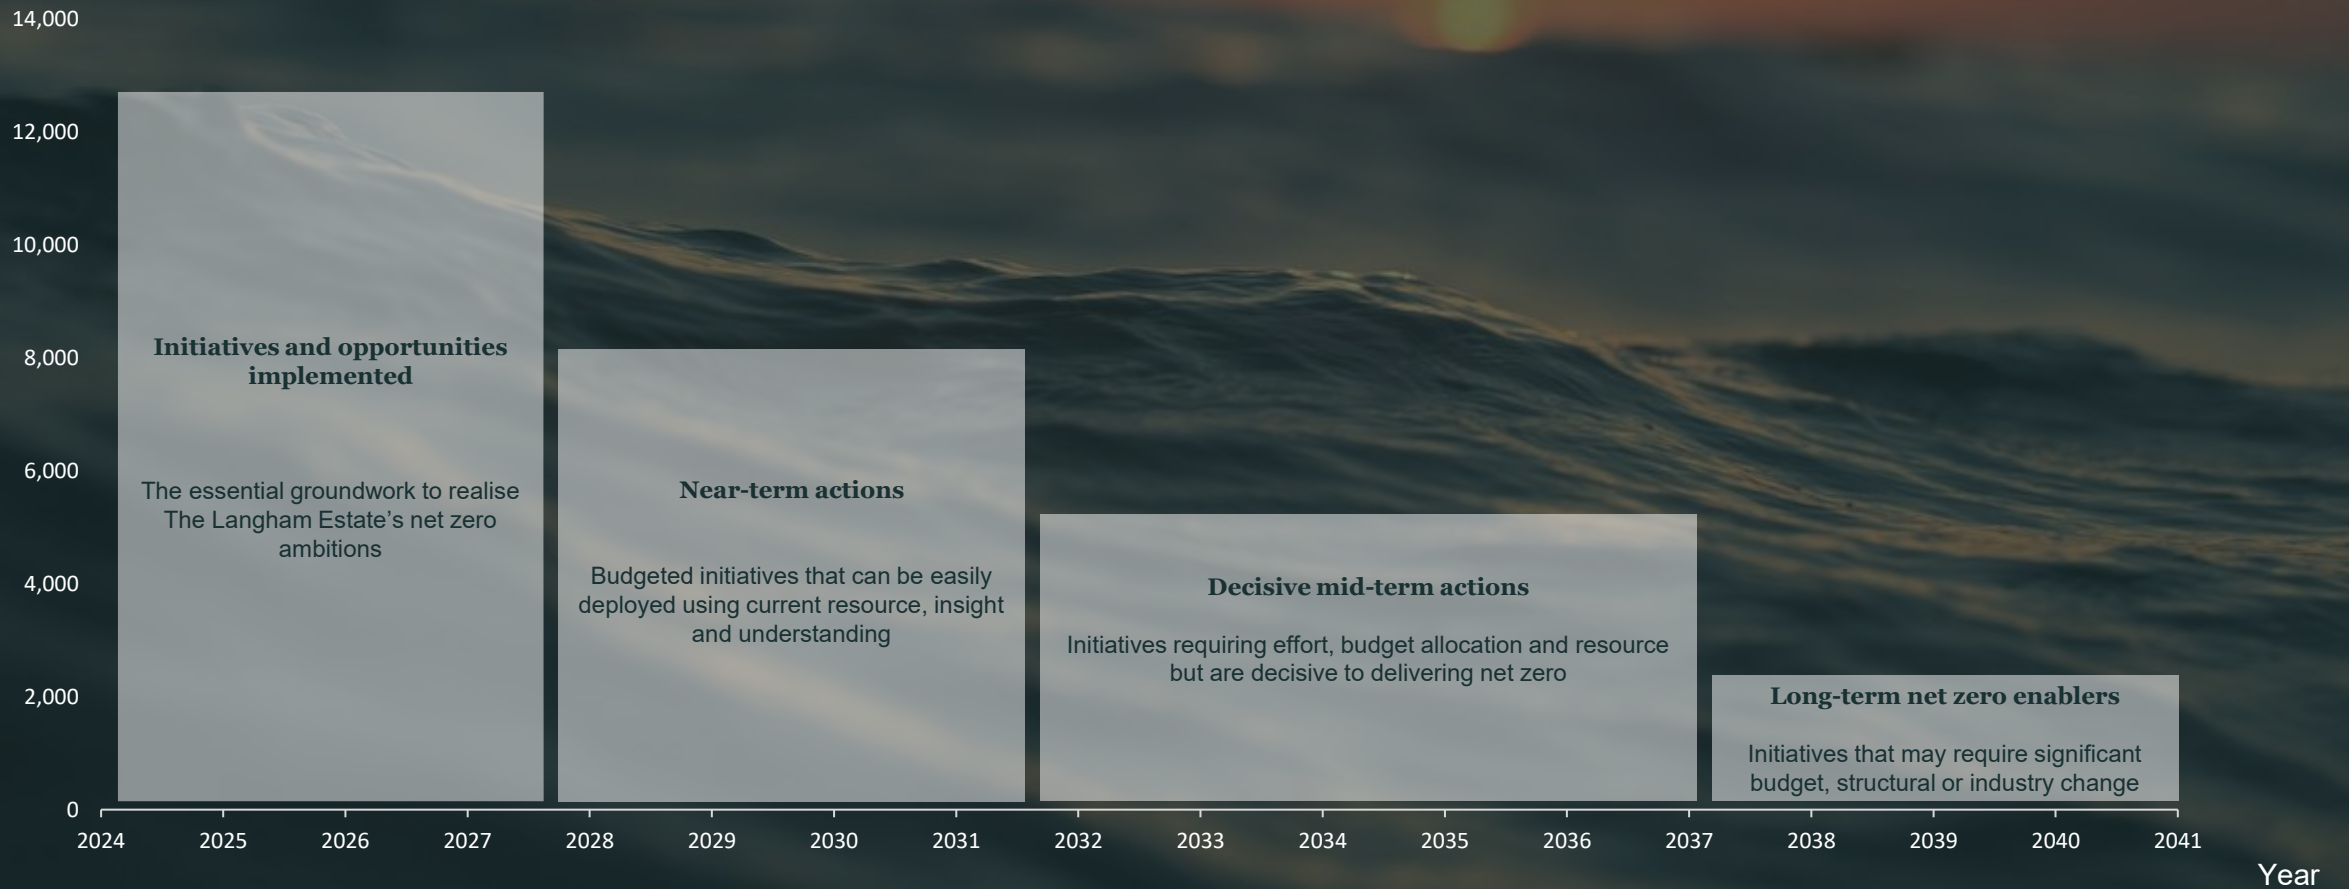 14,000
12,000
10,000
8,000
6,000
4,000
2,000
0
Initiatives and opportunities
implemented
The essential groundwork to realise
The Langham Estate’s net zero
ambitions
Near-term actions
Budgeted initiatives that can be easily
deployed using current resource, insight
and understanding
Decisive mid-term actions
Initiatives requiring effort, budget allocation and resource
but are decisive to delivering net zero
Long-term net zero enablers
Initiatives that may require significant
budget, structural or industry change
2024 2025 2026 2027 2028 2029 2030 2031 2032 2033 2034 2035 2036 2037 2038 2039 2040 2041
Year